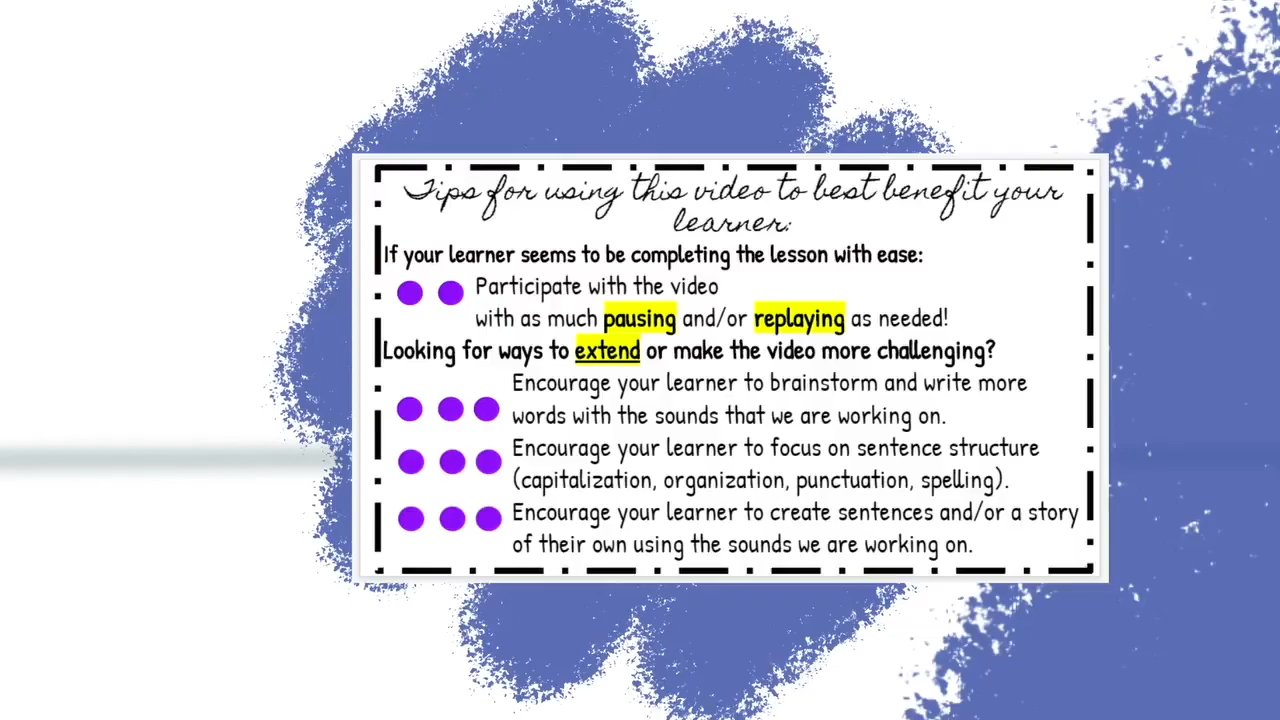 Tips for using this video to best benefit your
learner:
If your learner seems to be completing the lesson with ease:
Participate with the video
with as much pausing and/or replaying as needed!
Looking for ways to extend or make the video more challenging?
Encourage your learner to brainstorm and write more
words with the sounds that we are working on.
Encourage your learner to focus on sentence structure
(capitalization, organization, punctuation, spelling).
Encourage your learner to create sentences and/or a story
of their own using the sounds we are working on.